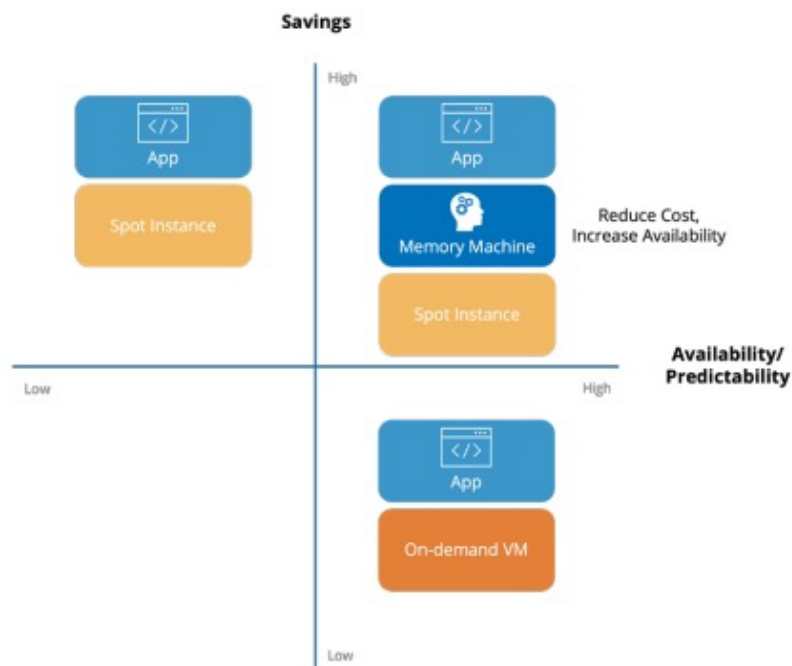 Savings
High
App
Spot Instance
App
Memory Machine
Spot Instance
Reduce Cost,
Increase Availability
Availability/
Predictability
Low
High
App
On-demand VM
Low